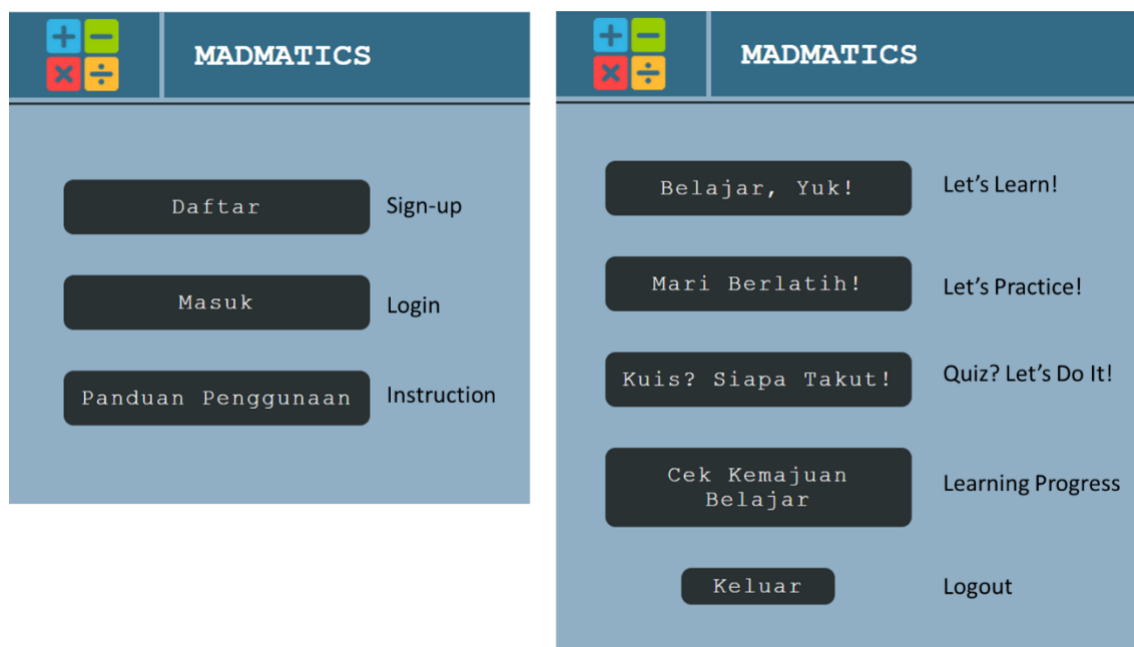 MADMATICS
Daftar Sign-up
Masuk Login
Panduan Penggunaan Instruction
MADMATICS
Belajar, Yuk! Let's Learn!
Mari Berlatih! Let's Practice!
Kuis? Siapa Takut! Quiz? Let's Do It!
Cek Kemajuan
Belajar
Learning Progress
Keluar Logout